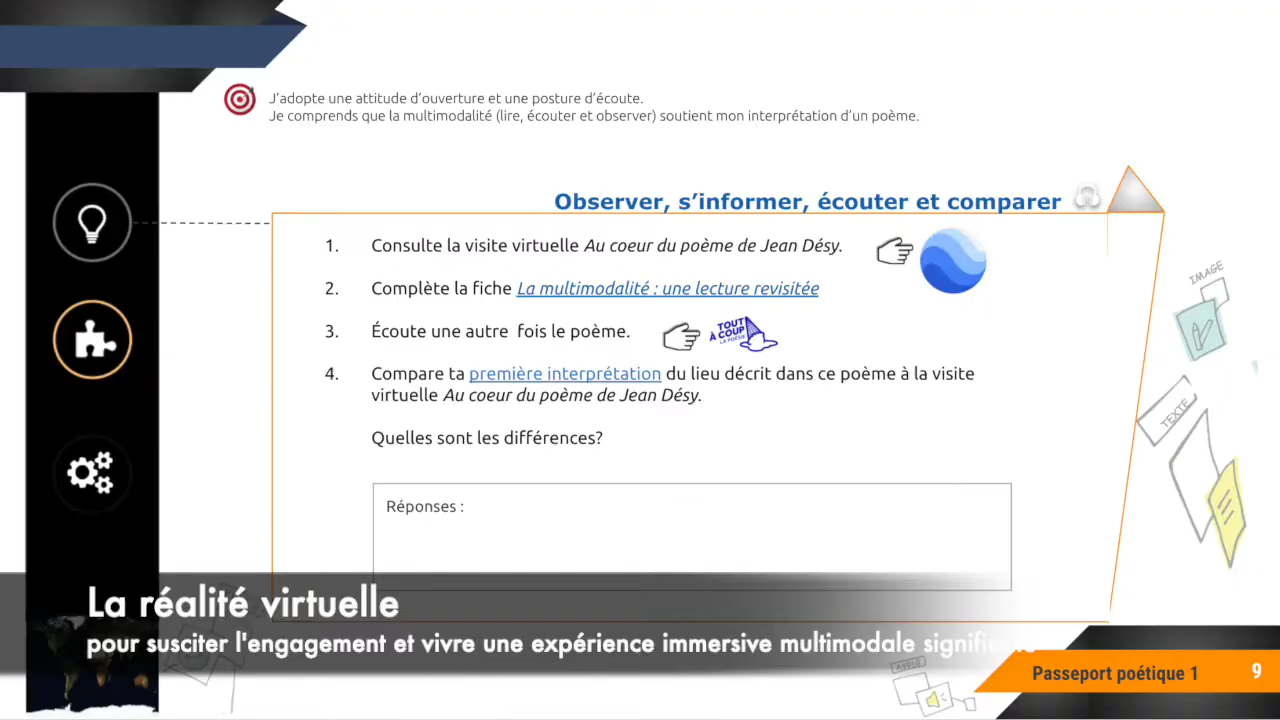 J'adopte une attitude d'ouverture et une posture d'écoute.
Je comprends que la multimodalité (lire, écouter et observer) soutient mon interprétation d'un poème.
Observer, s'informer, écouter et comparer
1. Consulte la visite virtuelle Au coeur du poème de Jean Désy.
2. Complète la fiche La multimodalité : une lecture revisitée
3. Écoute une autre fois le poème.
TOUT
À COUP
LA POÉSIE
4. Compare ta première interprétation du lieu décrit dans ce poème à la visite
virtuelle Au coeur du poème de Jean Désy.
Quelles sont les différences?
Réponses :
IMAGE
TEXTE
La réalité virtuelle
pour susciter l'engagement et vivre une expérience immersive multimodale
AUDIO
Passeport poétique 1
9